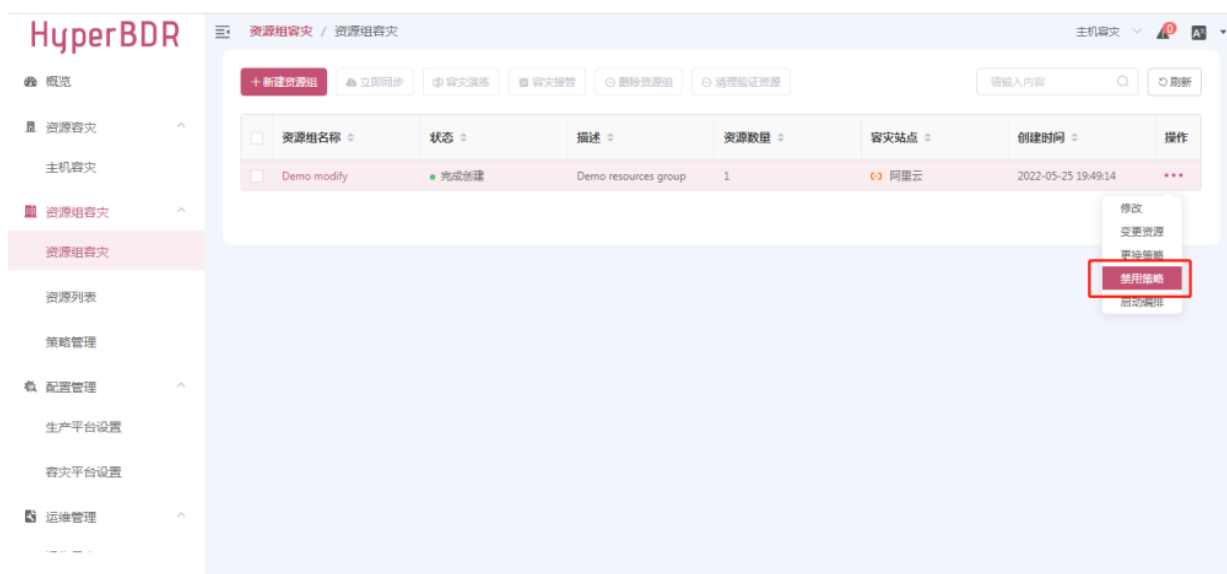 HyperBDR
资源组容灾 / 资源组容灾
主机容灾
0
A
概览
资源容灾
主机容灾
资源组容灾
资源组容灾
资源列表
策略管理
配置管理
生产平台设置
容灾平台设置
运维管理
+ 新建资源组
立即同步
容灾演练
容灾接管
删除资源组
清理验证资源
请输入内容
刷新
资源组名称 状态 描述 资源数量 容灾站点 创建时间 操作
Demo modify 完成创建 Demo resources group 1 阿里云 2022-05-25 19:49:14
修改
变更资源
更换策略
禁用策略
启动编排